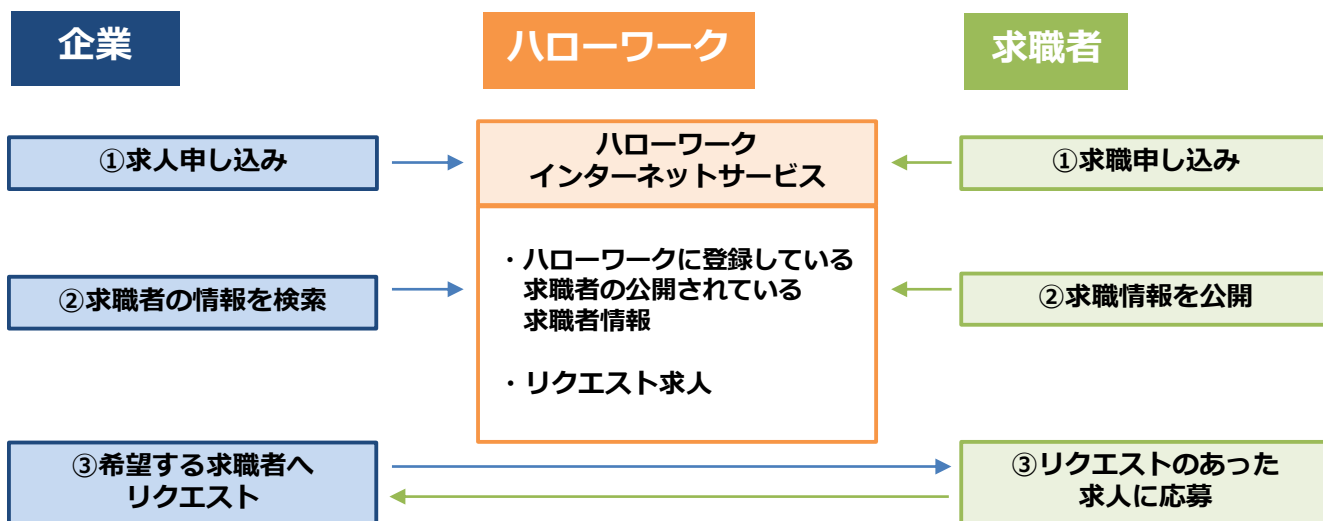 企業
ハローワーク
求職者
①求人申し込み
ハローワーク
インターネットサービス
①求職申し込み
②求職者の情報を検索
・ハローワークに登録している
求職者の公開されている
求職者情報
・リクエスト求人
②求職情報を公開
③希望する求職者へ
リクエスト
③リクエストのあった
求人に応募